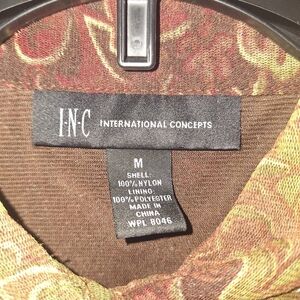 I·N·C INTERNATIONAL CONCEPTS
M
SHELL:
100% NYLON
LINING:
100% POLYESTER
MADE IN
CHINA
WPL 8046